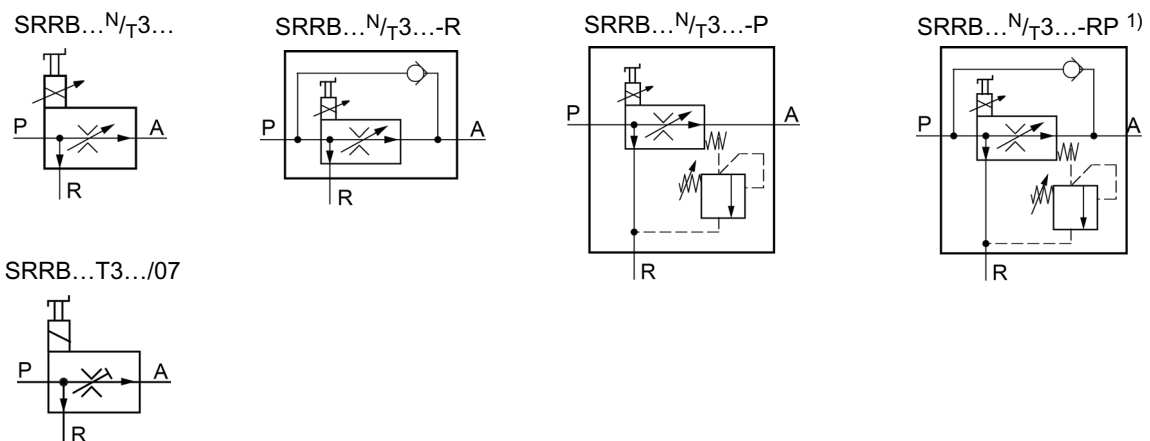 SRRB…N/T3…
P
A
R
SRRB…N/T3…-R
P
A
R
SRRB…N/T3…-P
P
A
R
SRRB…N/T3…-RP 1)
P
A
R
SRRB…T3…/07
P
A
R